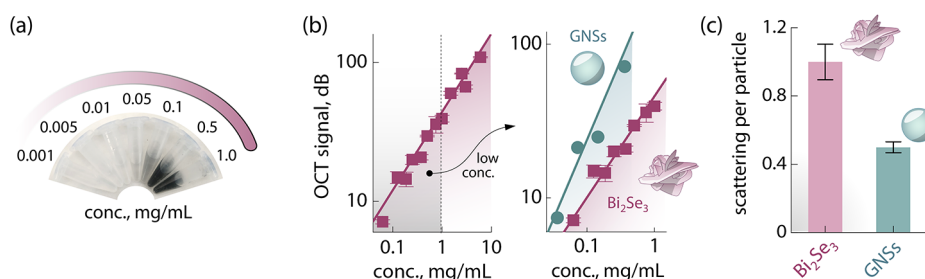 (a)
0.001
0.005
0.01
0.05
0.1
0.5
1.0
conc., mg/mL
(b)
OCT signal, dB
100
10
0.1
1
10
conc., mg/mL
low
conc.
100
10
0.1
1
conc., mg/mL
GNSs
Bi₂Se₃
(c)
scattering per particle
1.2
0.8
0.4
0
Bi₂Se₃
GNSs